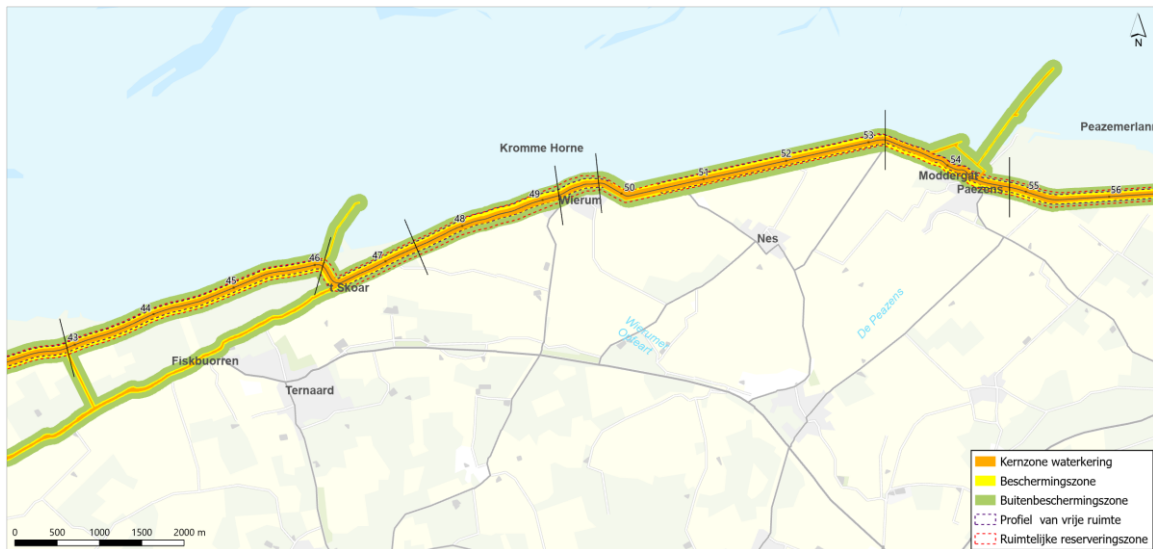 N
Peazemerlann
Kromme Horne
53
52
54
51
Moddergat
Paezens
50
55
56
49
Wierum
48
Nes
47
46
't Skoar
45
44
De Peazens
43
Wierumer
Opfeart
Fiskbuorren
Ternaard
Kernzone waterkering
Beschermingszone
Buitenbeschermingszone
Profiel van vrije ruimte
Ruimtelijke reserveringszone
0 500 1000 1500 2000 m